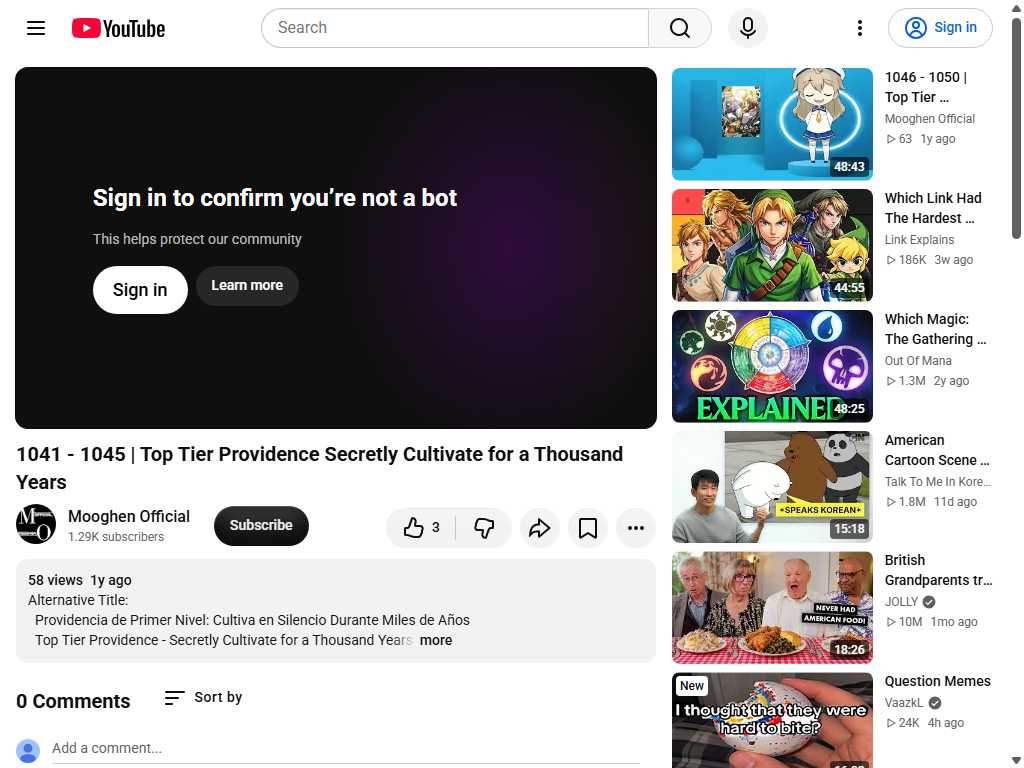 YouTube
Search
Sign in
Sign in to confirm you’re not a bot
This helps protect our community
Sign in
Learn more
1041 - 1045 | Top Tier Providence Secretly Cultivate for a Thousand
Years
Mooghen Official
1.29K subscribers
Subscribe
3
58 views 1y ago
Alternative Title:
Providencia de Primer Nivel: Cultiva en Silencio Durante Miles de Años
Top Tier Providence - Secretly Cultivate for a Thousand Years more
0 Comments
Sort by
Add a comment...
48:43
1046 - 1050 |
Top Tier ...
Mooghen Official
63 1y ago
44:55
Which Link Had
The Hardest ...
Link Explains
186K 3w ago
EXPLAINED
48:25
Which Magic:
The Gathering ...
Out Of Mana
1.3M 2y ago
*SPEAKS KOREAN*
15:18
American
Cartoon Scene ...
Talk To Me In Kore...
1.8M 11d ago
NEVER HAD
AMERICAN FOOD!
18:26
British
Grandparents tr...
JOLLY
10M 1mo ago
New
I thought that they were
hard to bite?
Question Memes
VaazkL
24K 4h ago